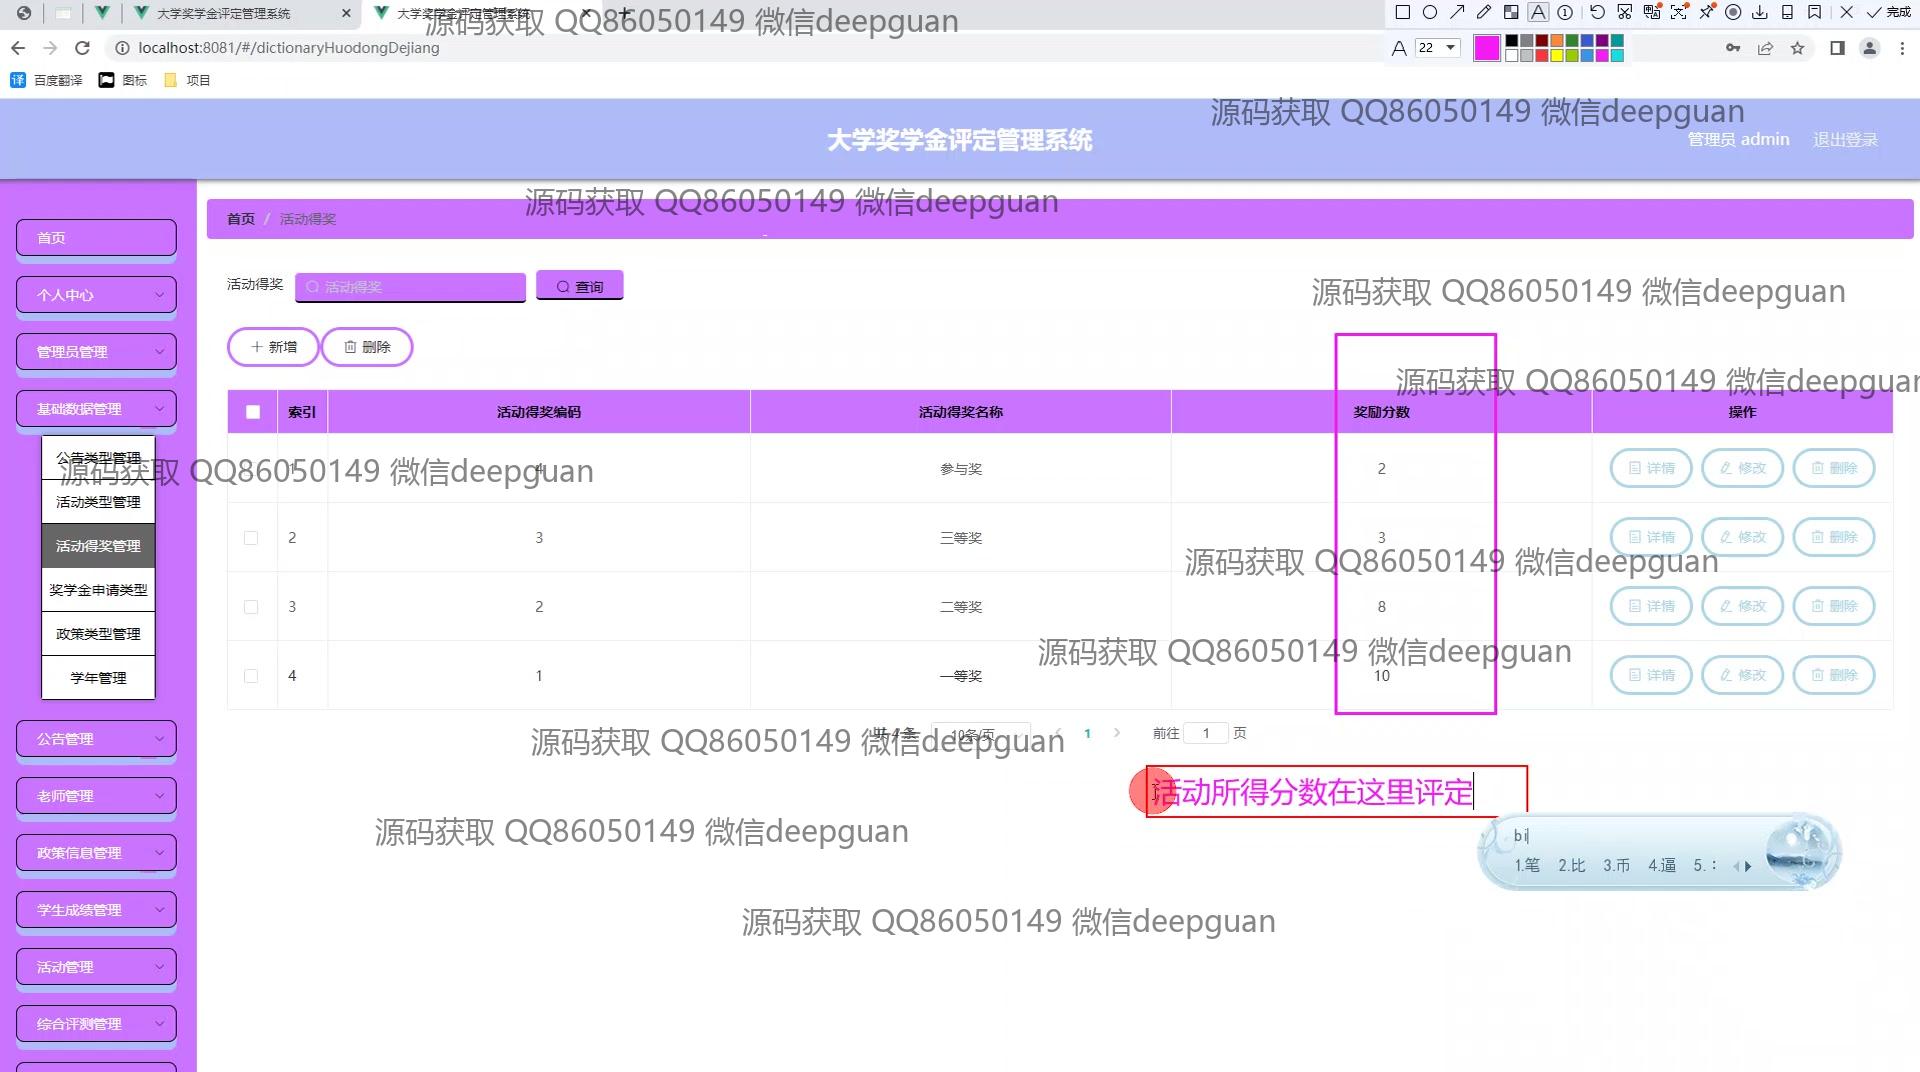 大学奖学金评定管理系统
大学奖学金评定管理系统
源码获取 QQ86050149 微信deepguan
完成
localhost:8081/#/dictionaryHuodongDejiang
22
百度翻译
图标
项目
源码获取 QQ86050149 微信deepguan
大学奖学金评定管理系统
管理员 admin
退出登录
源码获取 QQ86050149 微信deepguan
首页 / 活动得奖
首页
个人中心
管理员管理
基础数据管理
公告类型管理
活动类型管理
活动得奖管理
奖学金申请类型
政策类型管理
学年管理
公告管理
老师管理
政策信息管理
学生成绩管理
活动管理
综合评测管理
活动得奖
活动得奖
查询
源码获取 QQ86050149 微信deepguan
新增
删除
源码获取 QQ86050149 微信deepguan
索引 活动得奖编码 活动得奖名称 奖励分数 操作
1 4 参与奖 2 详情 修改 删除
源码获取 QQ86050149 微信deepguan
2 3 三等奖 3 详情 修改 删除
源码获取 QQ86050149 微信deepguan
3 2 二等奖 8 详情 修改 删除
源码获取 QQ86050149 微信deepguan
4 1 一等奖 10 详情 修改 删除
共 4 条 10条/页 1 前往 1 页
源码获取 QQ86050149 微信deepguan
活动所得分数在这里评定
源码获取 QQ86050149 微信deepguan
bi
1.笔 2.比 3.币 4.逼 5.：
源码获取 QQ86050149 微信deepguan